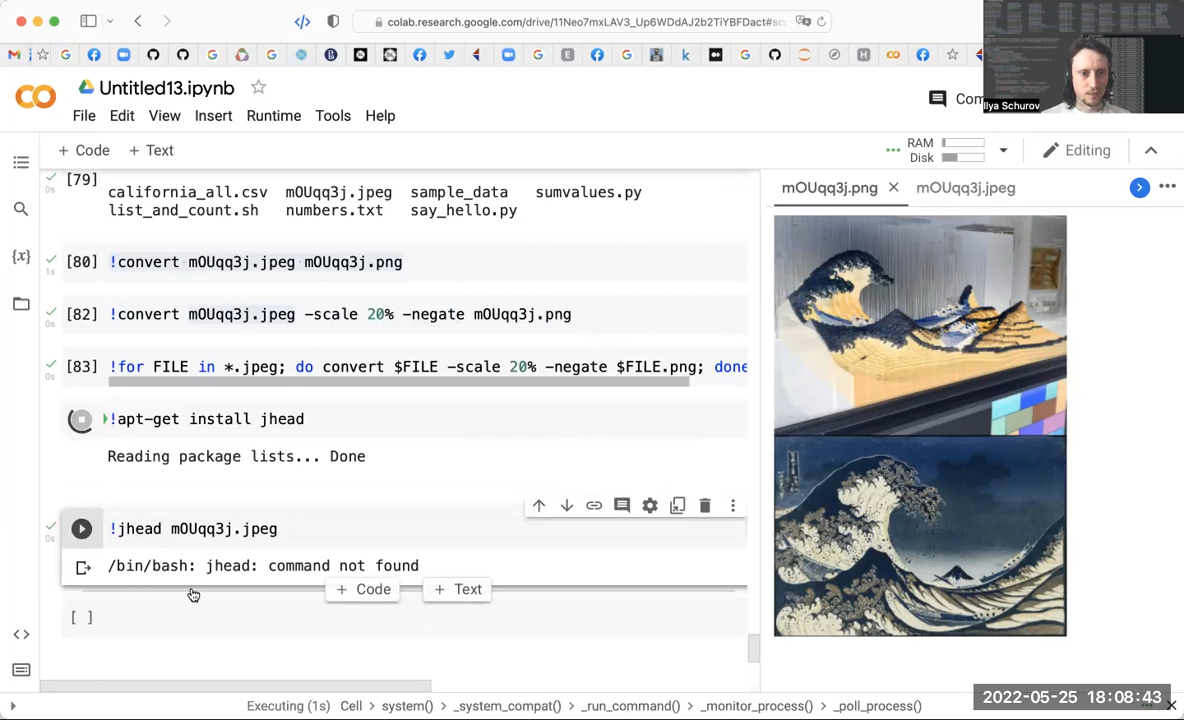 colab.research.google.com/drive/11Neo7mxLAV3_Up6WDdAJ2b2TiYBFDact#sc
Untitled13.ipynb
Com
Ilya Schurov
File Edit View Insert Runtime Tools Help
+ Code + Text
RAM
Disk
Editing
[79]
0s
california_all.csv mOUqq3j.jpeg sample_data sumvalues.py
list_and_count.sh numbers.txt say_hello.py
mOUqq3j.png mOUqq3j.jpeg
[80] !convert mOUqq3j.jpeg mOUqq3j.png
1s
{x}
[82] !convert mOUqq3j.jpeg -scale 20% -negate mOUqq3j.png
0s
[83] !for FILE in *.jpeg; do convert $FILE -scale 20% -negate $FILE.png; done
0s
!apt-get install jhead
Reading package lists... Done
!jhead mOUqq3j.jpeg
0s
/bin/bash: jhead: command not found
+ Code + Text
[ ]
Executing (1s) Cell > system() > _system_compat() > _run_command() > _monitor_process() > _poll_process()
2022-05-25 18:08:43